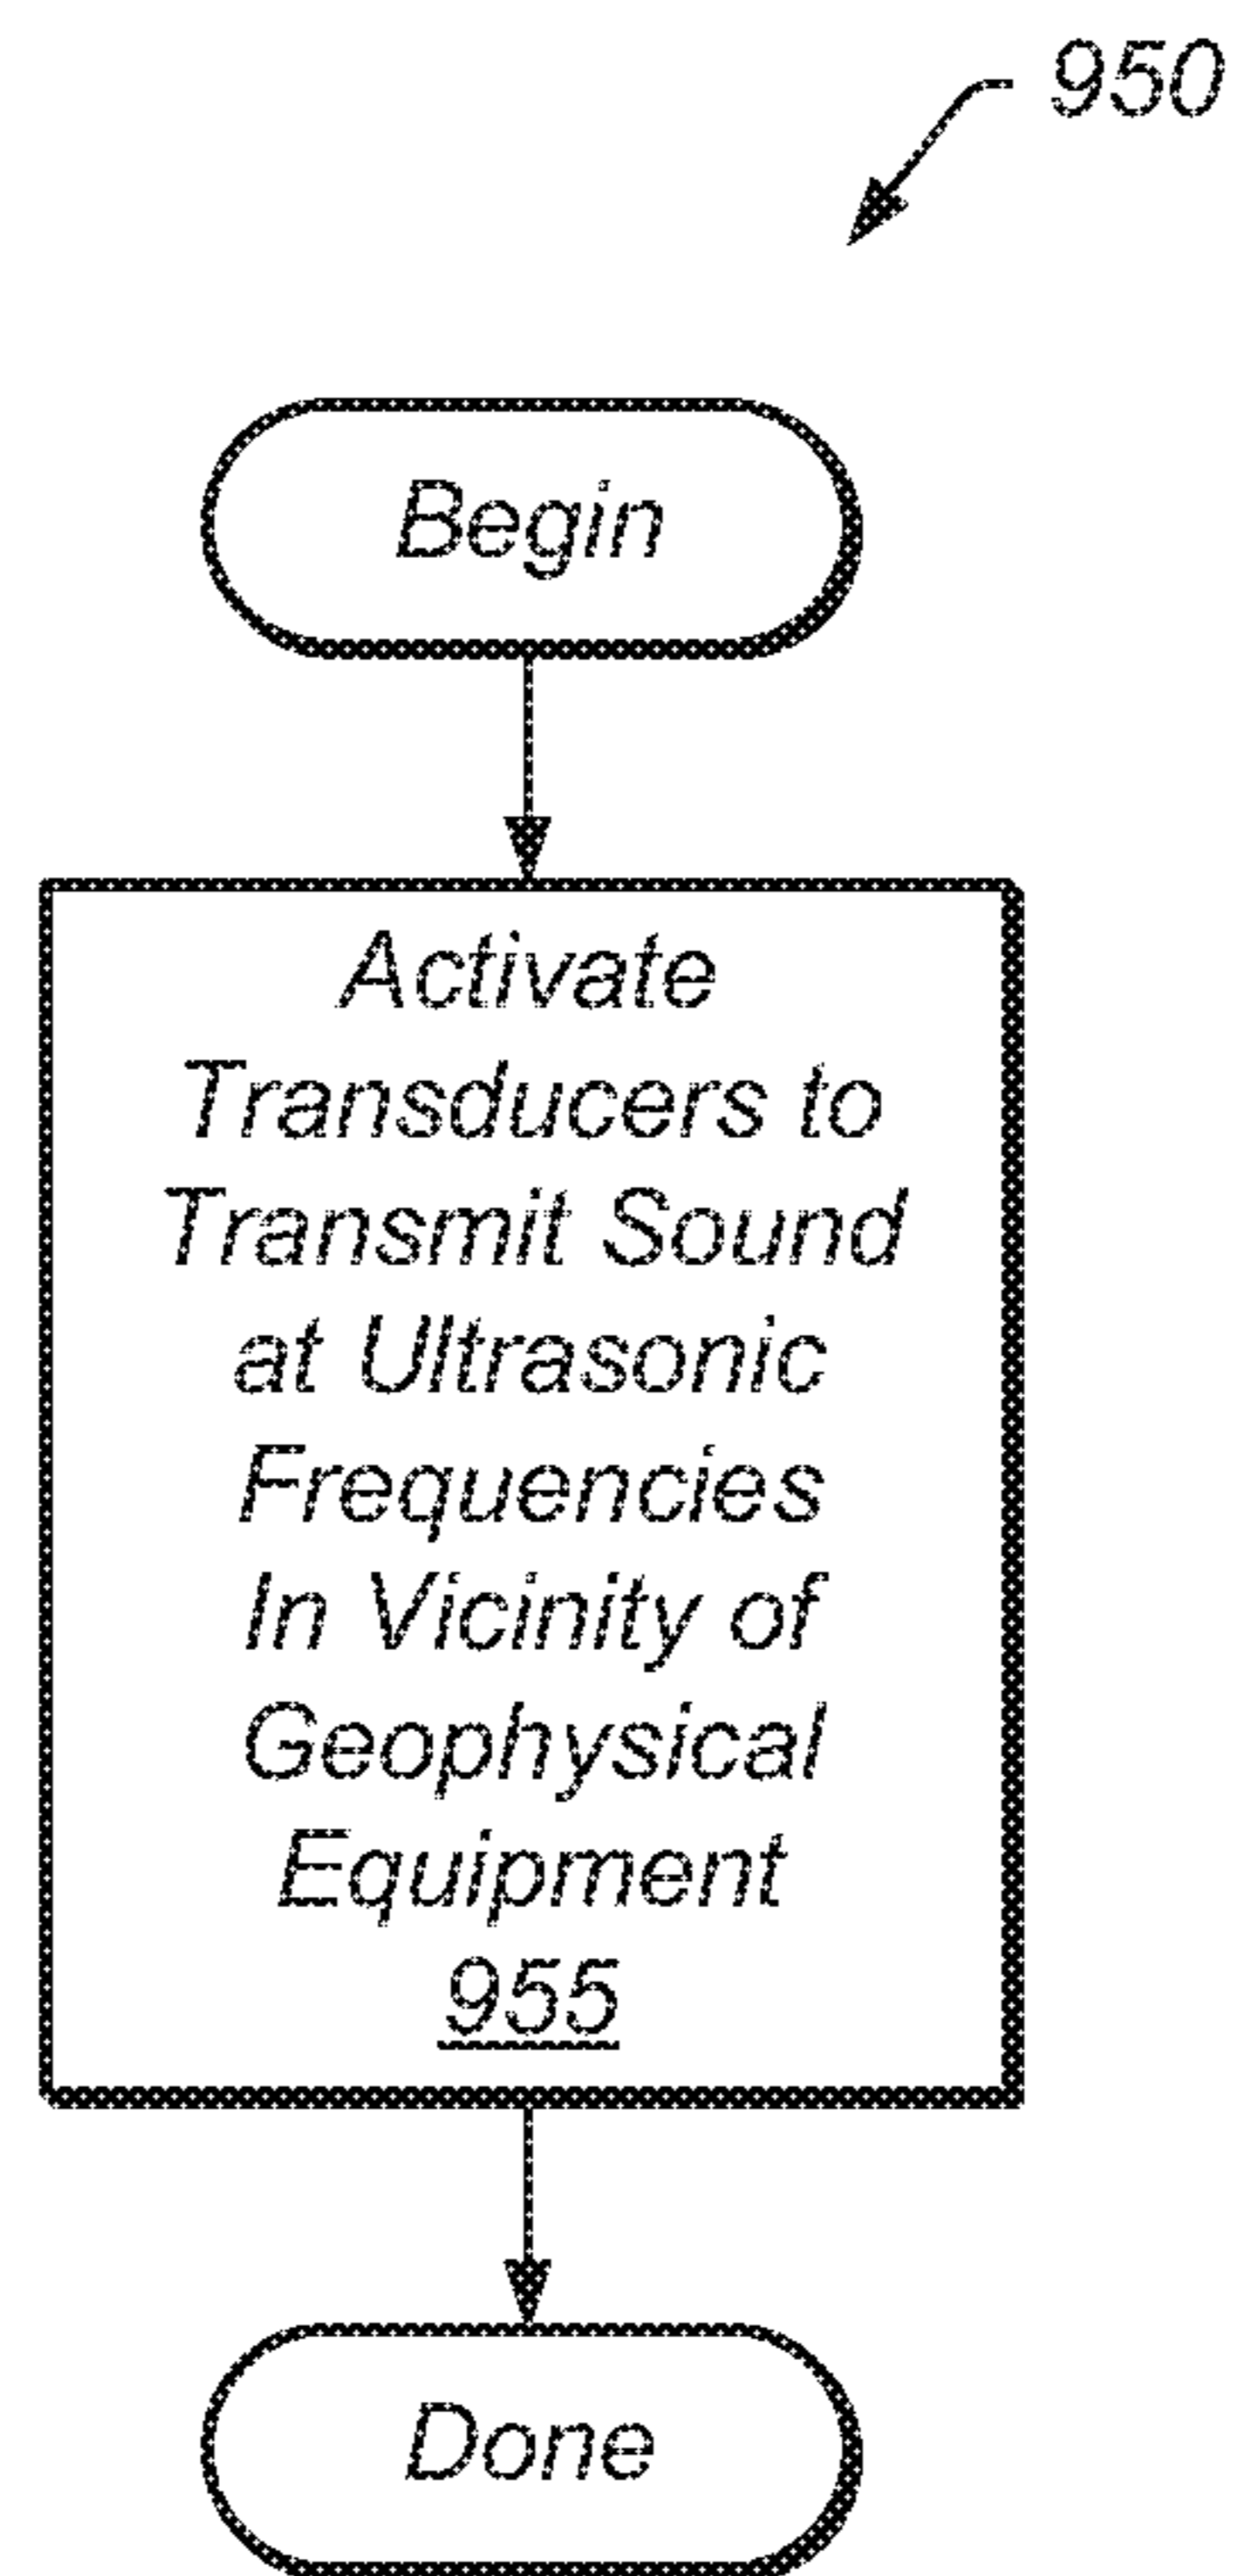 950
Begin
Activate
Transducers to
Transmit Sound
at Ultrasonic
Frequencies
In Vicinity of
Geophysical
Equipment
955
Done